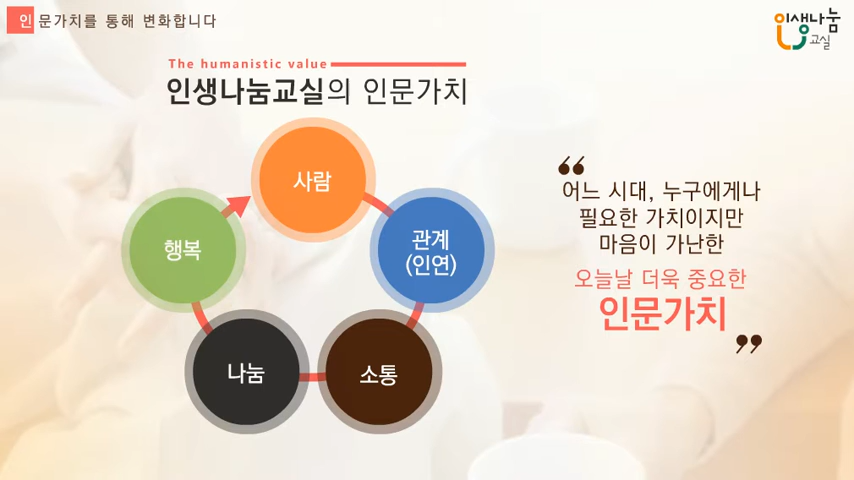 인문가치를 통해 변화합니다
인생나눔
교실
The humanistic value
인생나눔교실의 인문가치
사람
관계
(인연)
소통
나눔
행복
“
어느 시대, 누구에게나
필요한 가치이지만
마음이 가난한
오늘날 더욱 중요한
인문가치
”